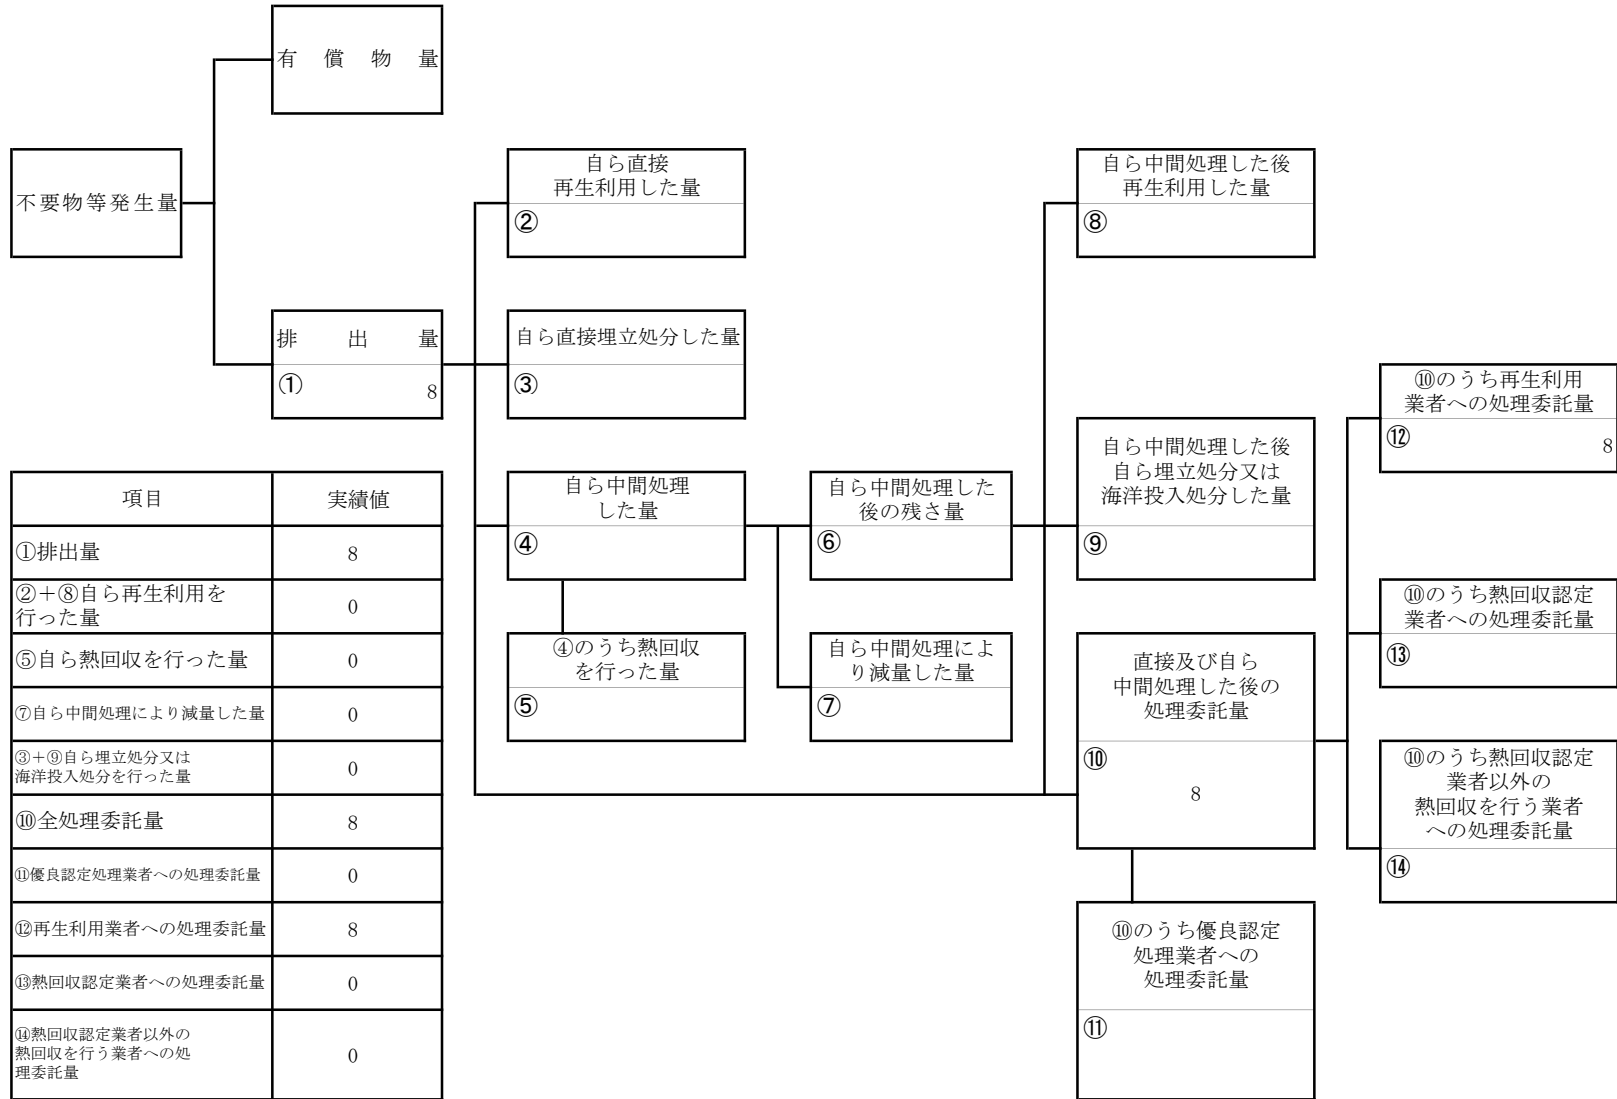 有償物量
不要物等発生量
排出量
①
8
自ら直接
再生利用した量
②
自ら直接埋立処分した量
③
自ら中間処理
した量
④
④のうち熱回収
を行った量
⑤
自ら中間処理した
後の残さ量
⑥
自ら中間処理によ
り減量した量
⑦
自ら中間処理した後
再生利用した量
⑧
自ら中間処理した後
自ら埋立処分又は
海洋投入処分した量
⑨
直接及び自ら
中間処理した後の
処理委託量
⑩
8
⑩のうち優良認定
処理業者への
処理委託量
⑪
⑩のうち再生利用
業者への処理委託量
⑫
8
⑩のうち熱回収認定
業者への処理委託量
⑬
⑩のうち熱回収認定
業者以外の
熱回収を行う業者
への処理委託量
⑭
項目 実績値
①排出量 8
②+⑧自ら再生利用を
行った量 0
⑤自ら熱回収を行った量 0
⑦自ら中間処理により減量した量 0
③+⑨自ら埋立処分又は
海洋投入処分を行った量 0
⑩全処理委託量 8
⑪優良認定処理業者への処理委託量 0
⑫再生利用業者への処理委託量 8
⑬熱回収認定業者への処理委託量 0
⑭熱回収認定業者以外の
熱回収を行う業者への処
理委託量 0